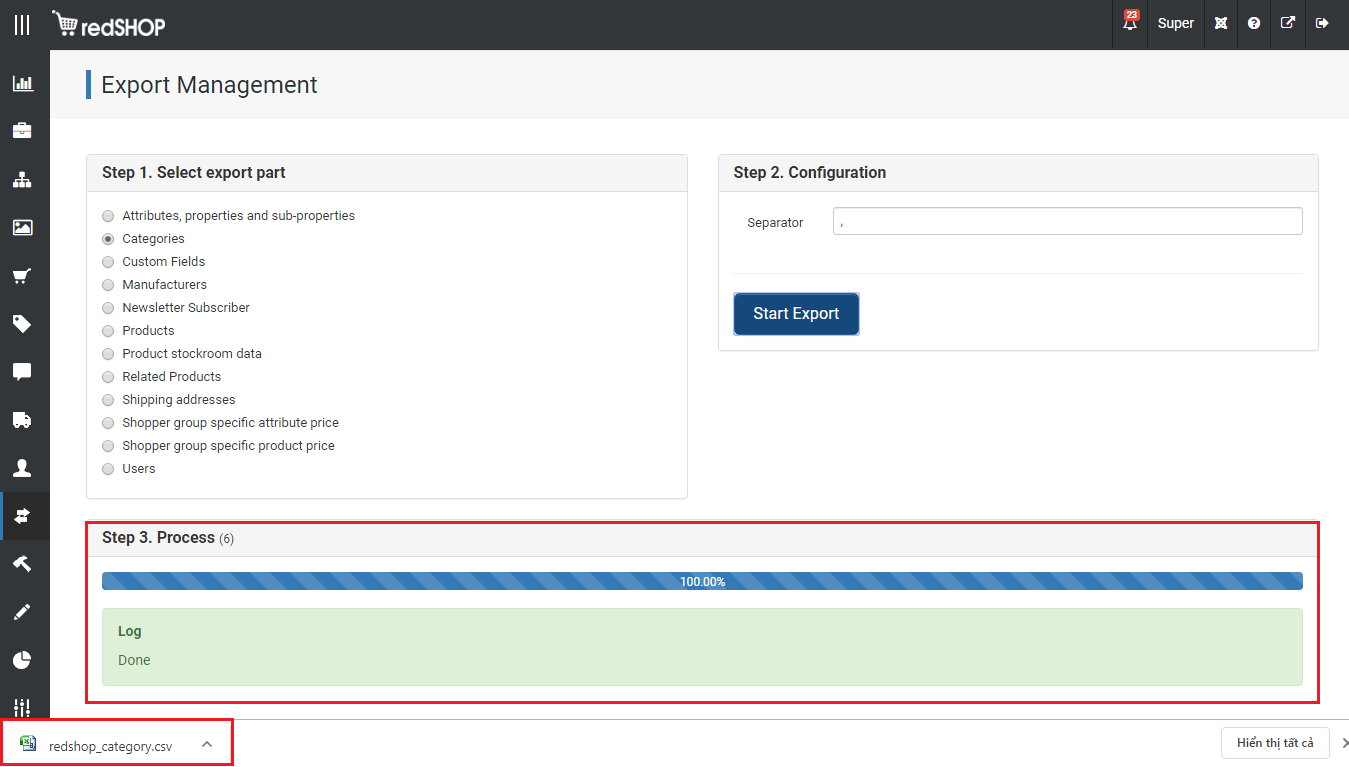 redSHOP
23
Super
Export Management
Step 1. Select export part
Attributes, properties and sub-properties
Categories
Custom Fields
Manufacturers
Newsletter Subscriber
Products
Product stockroom data
Related Products
Shipping addresses
Shopper group specific attribute price
Shopper group specific product price
Users
Step 2. Configuration
Separator ,
Start Export
Step 3. Process (6)
100.00%
Log
Done
redshop_category.csv
Hiển thị tất cả